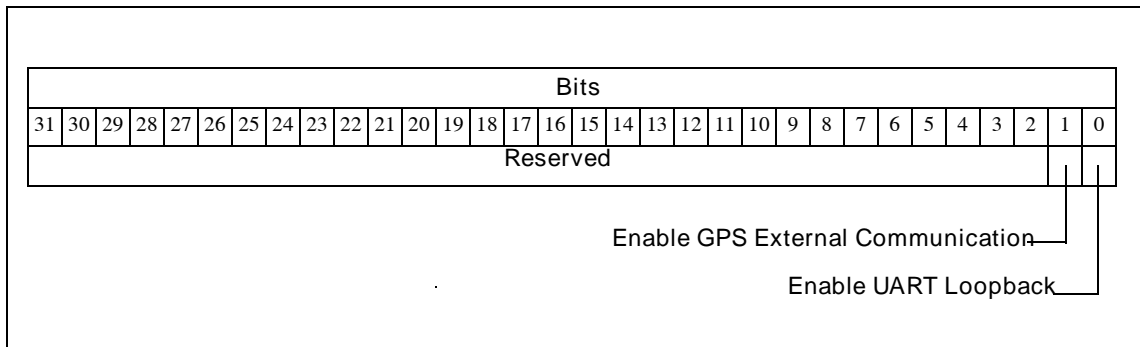 Bits
31 30 29 28 27 26 25 24 23 22 21 20 19 18 17 16 15 14 13 12 11 10 9 8 7 6 5 4 3 2 1 0
Reserved
Enable GPS External Communication
Enable UART Loopback